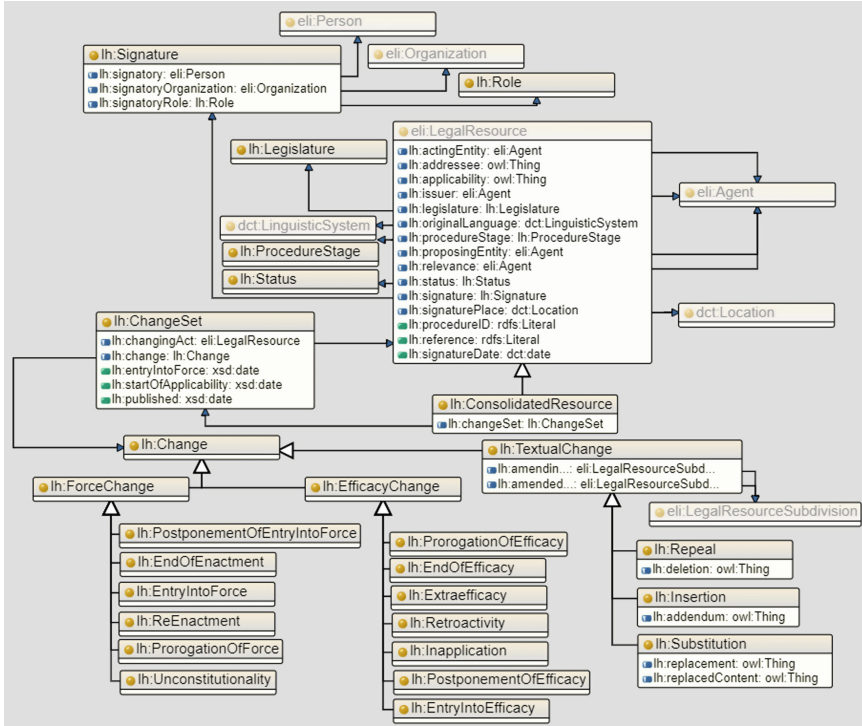 eli:Person
lh:Signature
lh:signatory: eli:Person
lh:signatoryOrganization: eli:Organization
lh:signatoryRole: lh:Role
eli:Organization
lh:Role
eli:LegalResource
lh:actingEntity: eli:Agent
lh:addressee: owl:Thing
lh:applicability: owl:Thing
lh:issuer: eli:Agent
lh:legislature: lh:Legislature
lh:originalLanguage: dct:LinguisticSystem
lh:procedureStage: lh:ProcedureStage
lh:proposingEntity: eli:Agent
lh:relevance: eli:Agent
lh:status: lh:Status
lh:signature: lh:Signature
lh:signaturePlace: dct:Location
lh:procedureID: rdfs:Literal
lh:reference: rdfs:Literal
lh:signatureDate: dct:date
lh:Legislature
eli:Agent
dct:LinguisticSystem
lh:ProcedureStage
lh:Status
dct:Location
lh:ChangeSet
lh:changingAct: eli:LegalResource
lh:change: lh:Change
lh:entryIntoForce: xsd:date
lh:startOfApplicability: xsd:date
lh:published: xsd:date
lh:ConsolidatedResource
lh:changeSet: lh:ChangeSet
lh:Change
lh:TextualChange
lh:amendin...: eli:LegalResourceSubd...
lh:amended...: eli:LegalResourceSubd...
lh:ForceChange
lh:EfficacyChange
eli:LegalResourceSubdivision
lh:PostponementOfEntryIntoForce
lh:EndOfEnactment
lh:EntryIntoForce
lh:ReEnactment
lh:ProrogationOfForce
lh:Unconstitutionality
lh:ProrogationOfEfficacy
lh:EndOfEfficacy
lh:Extraefficacy
lh:Retroactivity
lh:Inapplication
lh:PostponementOfEfficacy
lh:EntryIntoEfficacy
lh:Repeal
lh:deletion: owl:Thing
lh:Insertion
lh:addendum: owl:Thing
lh:Substitution
lh:replacement: owl:Thing
lh:replacedContent: owl:Thing